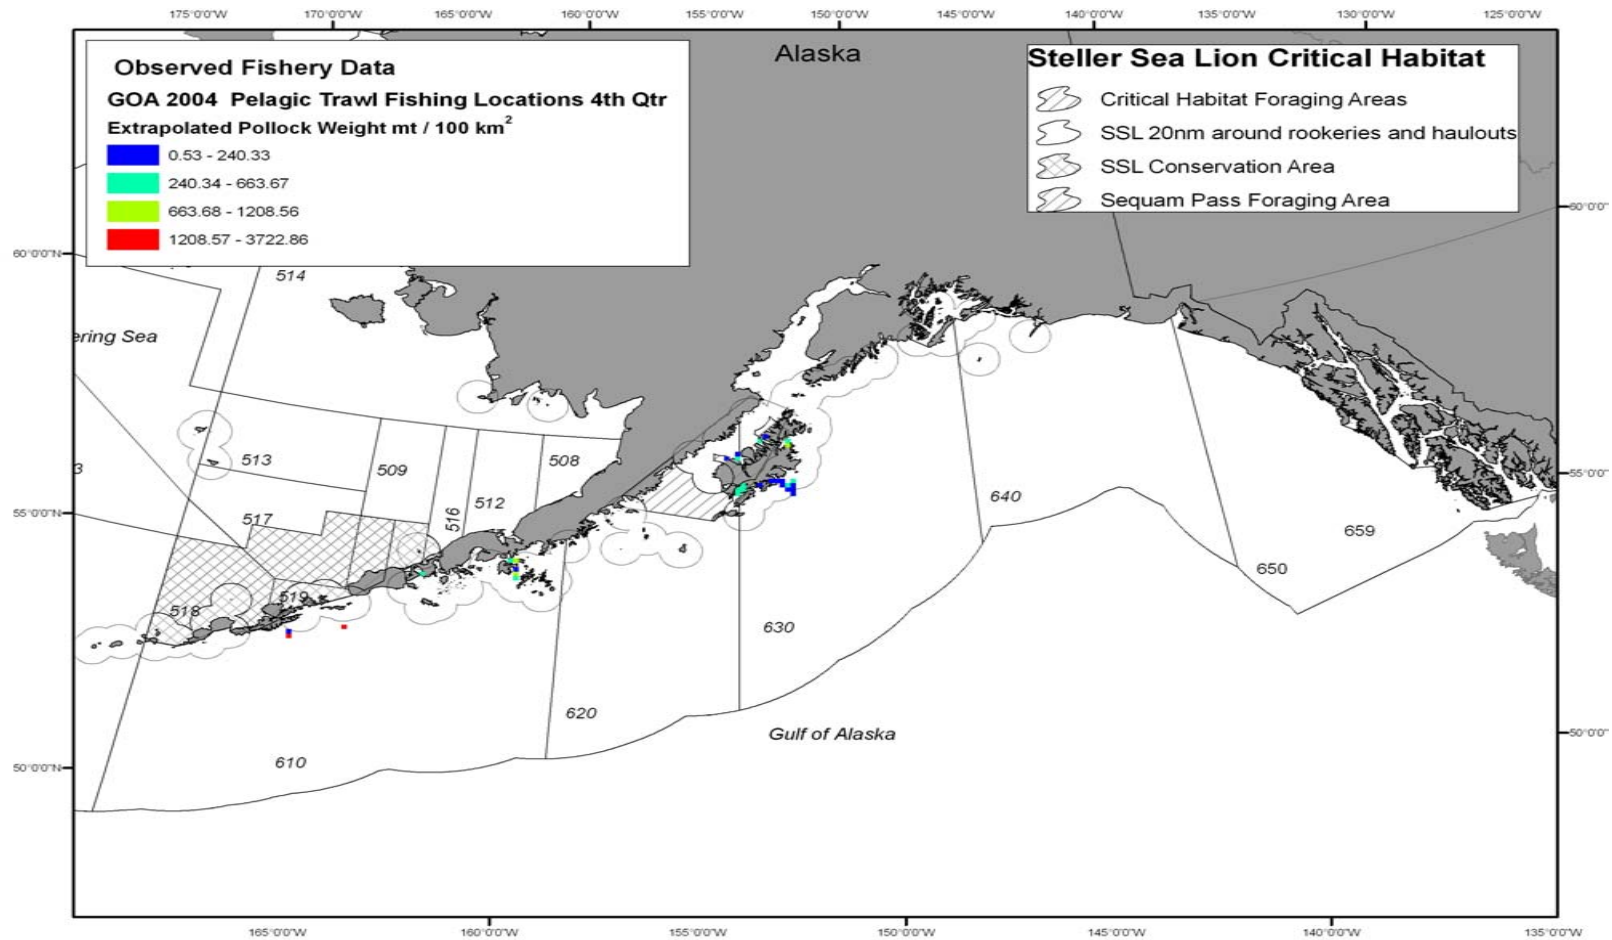 175°0'0"W 170°0'0"W 165°0'0"W 160°0'0"W 155°0'0"W 150°0'0"W 145°0'0"W 140°0'0"W 135°0'0"W 130°0'0"W 125°0'0"W
Alaska
Observed Fishery Data
GOA 2004 Pelagic Trawl Fishing Locations 4th Qtr
Extrapolated Pollock Weight mt / 100 km²
0.53 - 240.33
240.34 - 663.67
663.68 - 1208.56
1208.57 - 3722.86
Steller Sea Lion Critical Habitat
Critical Habitat Foraging Areas
SSL 20nm around rookeries and haulouts
SSL Conservation Area
Sequam Pass Foraging Area
60°0'0"
60°0'0"N
514
ering Sea
513
509
508
3
55°0'0"
512
640
55°0'0"N
517
516
659
650
518
519
630
620
Gulf of Alaska
50°0'0"
610
50°0'0"N
165°0'0"W 160°0'0"W 155°0'0"W 150°0'0"W 145°0'0"W 140°0'0"W 135°0'0"W